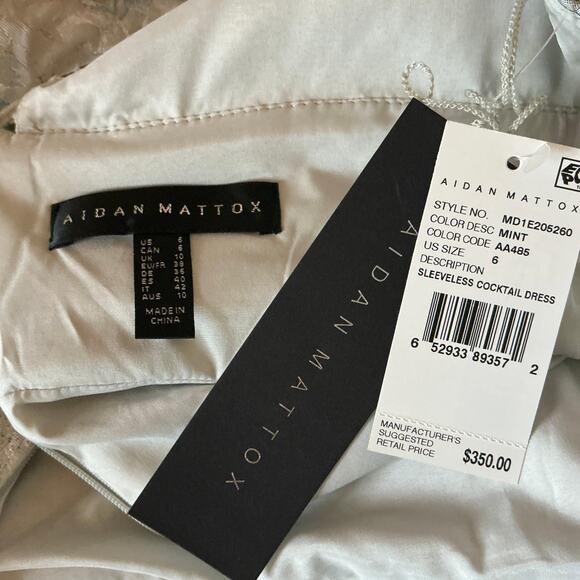 AIDAN MATTOX
US 6
CAN 6
UK 10
EU/FR 38
DE 36
ES 40
IT 42
AUS 10
MADE IN
CHINA
AIDAN MATTOX
AIDAN MATTOX
STYLE NO. MD1E205260
COLOR DESC MINT
COLOR CODE AA485
US SIZE 6
DESCRIPTION
SLEEVELESS COCKTAIL DRESS
6 52933 89357 2
MANUFACTURER'S
SUGGESTED
RETAIL PRICE $350.00